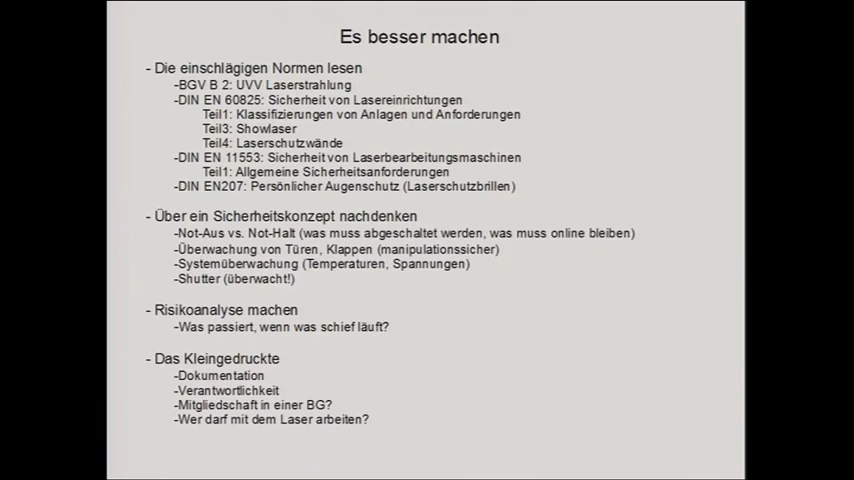 Es besser machen
- Die einschlägigen Normen lesen
-BGV B 2: UVV Laserstrahlung
-DIN EN 60825: Sicherheit von Lasereinrichtungen
Teil1: Klassifizierungen von Anlagen und Anforderungen
Teil3: Showlaser
Teil4: Laserschutzwände
-DIN EN 11553: Sicherheit von Laserbearbeitungsmaschinen
Teil1: Allgemeine Sicherheitsanforderungen
-DIN EN207: Persönlicher Augenschutz (Laserschutzbrillen)
- Über ein Sicherheitskonzept nachdenken
-Not-Aus vs. Not-Halt (was muss abgeschaltet werden, was muss online bleiben)
-Überwachung von Türen, Klappen (manipulationssicher)
-Systemüberwachung (Temperaturen, Spannungen)
-Shutter (überwacht!)
- Risikoanalyse machen
-Was passiert, wenn was schief läuft?
- Das Kleingedruckte
-Dokumentation
-Verantwortlichkeit
-Mitgliedschaft in einer BG?
-Wer darf mit dem Laser arbeiten?